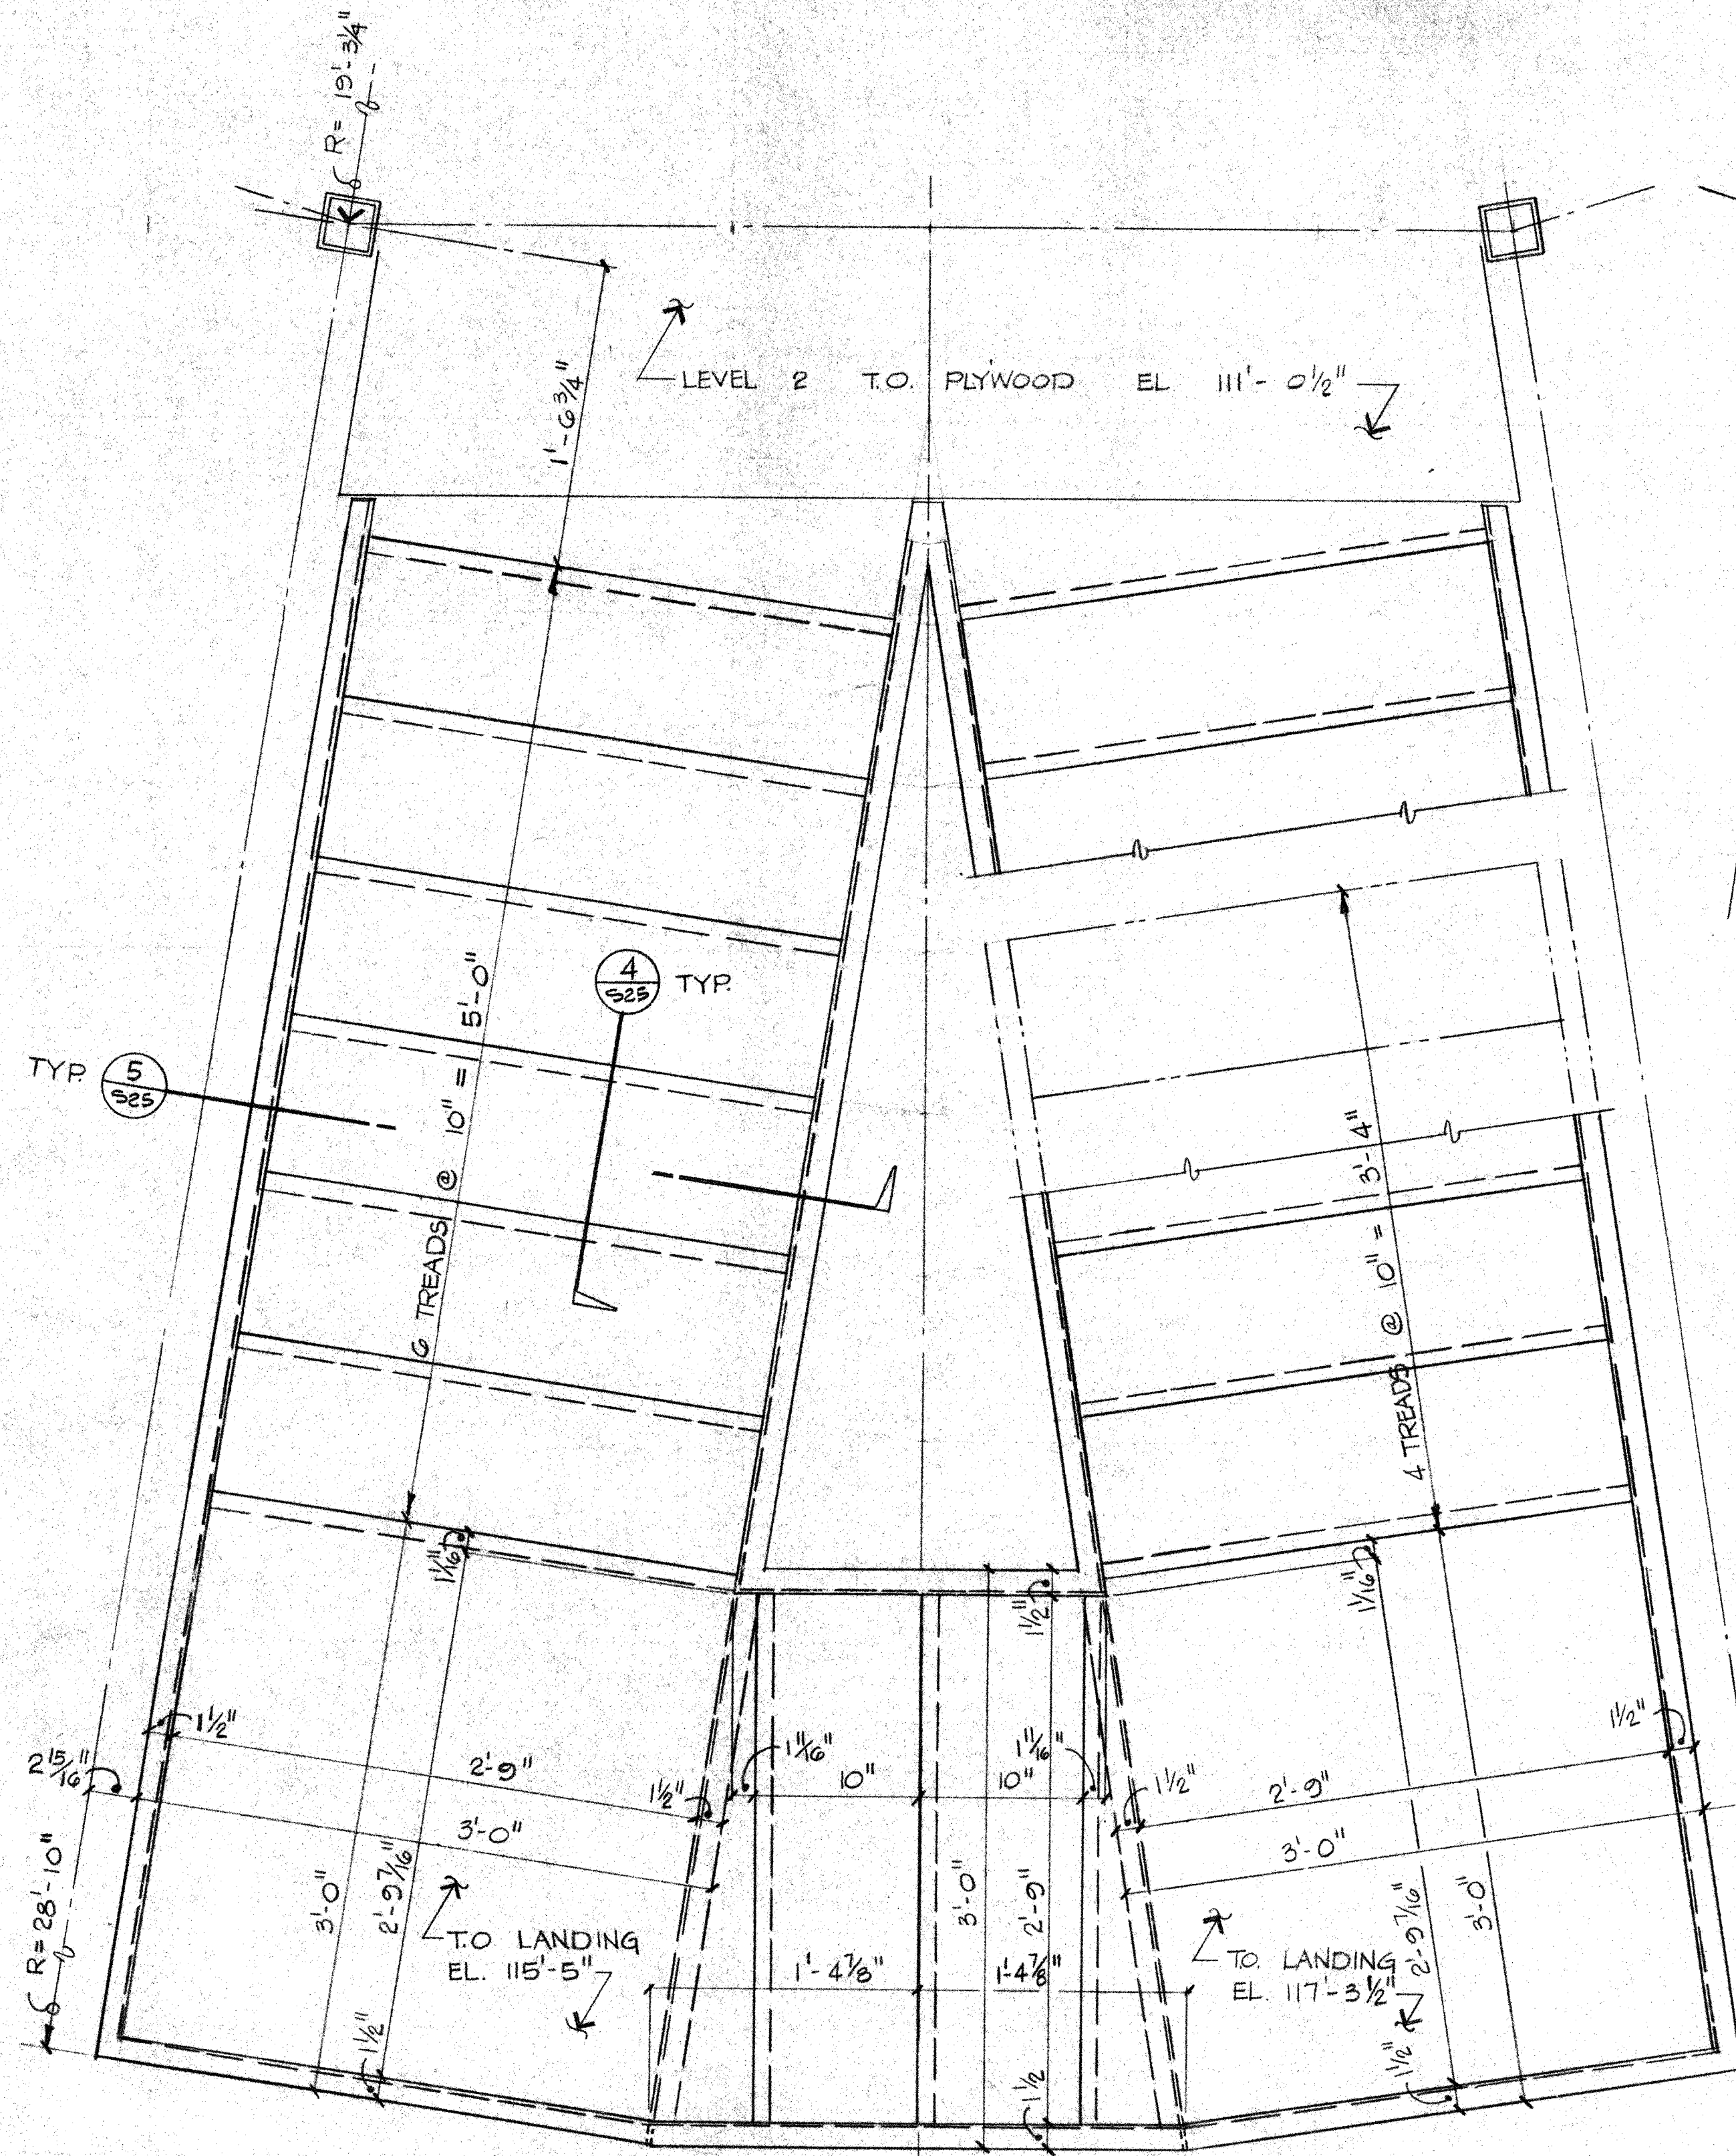 R= 19'-3¼"
LEVEL 2 T.O. PLYWOOD EL 111'-0½"
1'-6¾"
4
S25
TYP.
TYP.
5
S25
6 TREADS @ 10" = 5'-0"
4 TREADS @ 10" = 3'-4"
1 1/16"
1½"
1 1/16"
1½"
2 15/16"
2'-9"
1½"
3'-0"
1 11/16"
10"
10"
1 11/16"
1½"
2'-9"
3'-0"
1½"
R= 28'-10"
3'-0"
2'-9 7/16"
T.O LANDING
EL. 115'-5"
1'-4⅞"
1'-4⅞"
3'-0"
2'-9"
T.O. LANDING
EL. 117'-3½"
2'-9 7/16"
3'-0"
1½"
1½
1½"